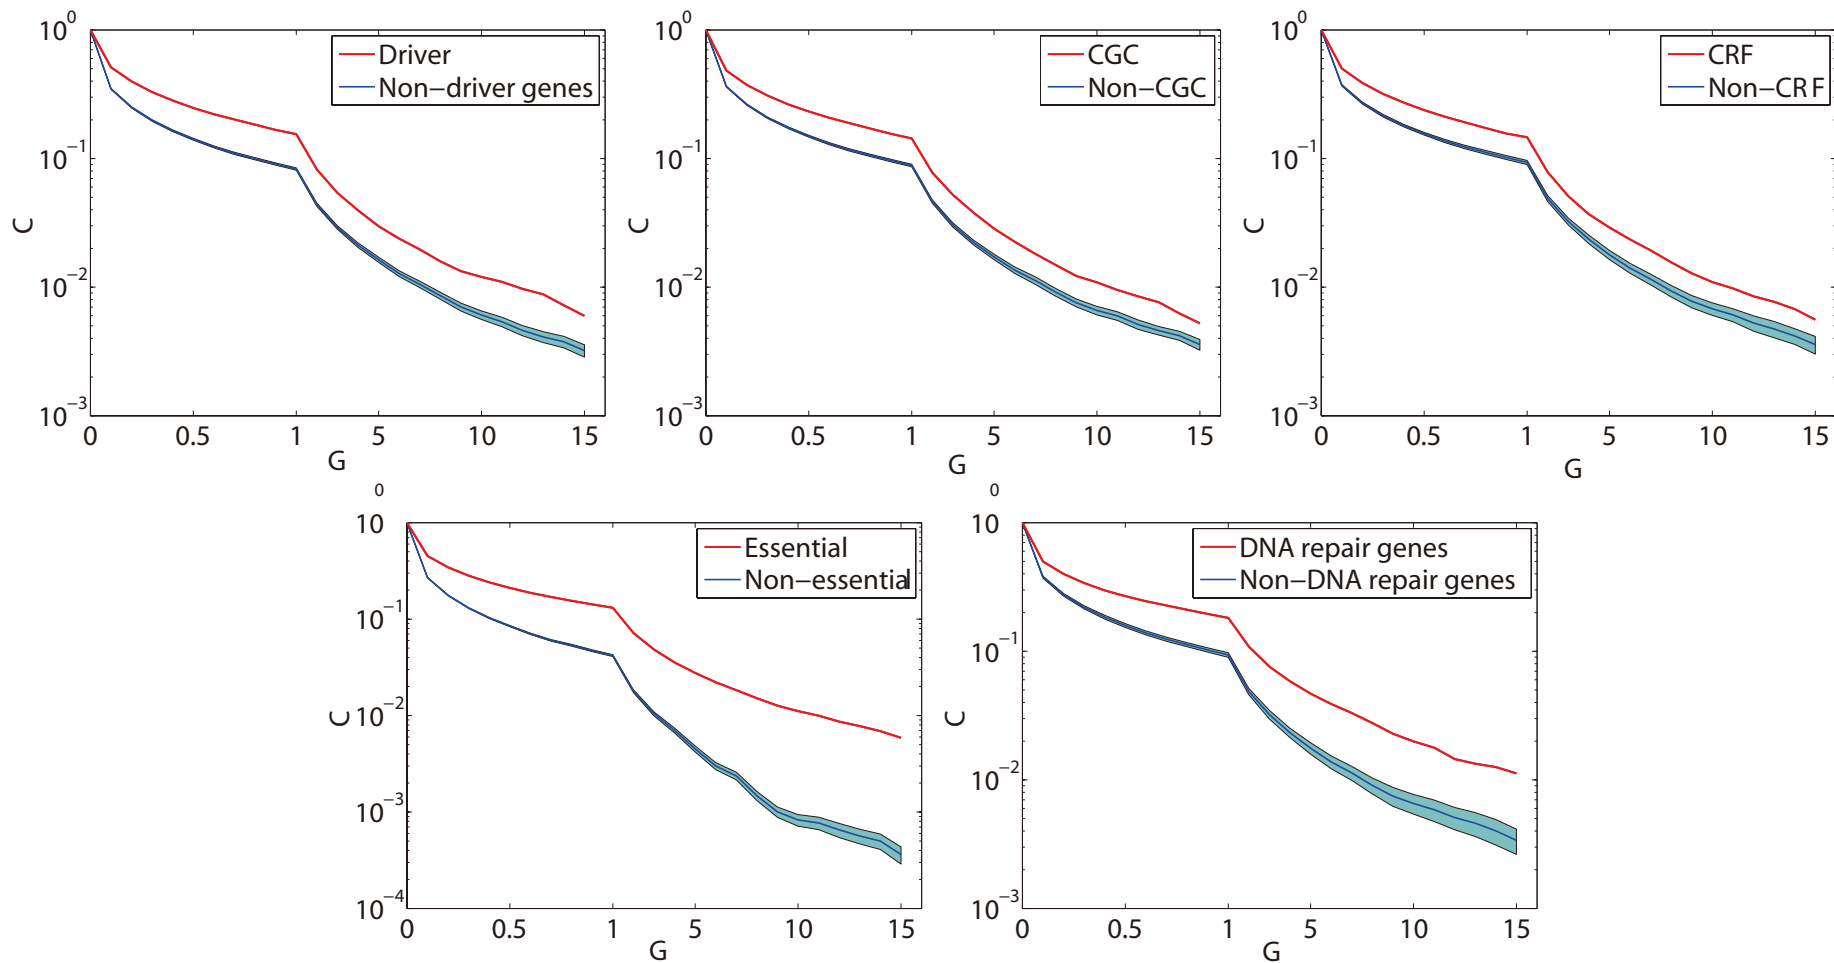 10^0
10^−1
10^−2
10^−3
C
Driver
Non−driver genes
0 0.5 1 5 10 15
G
10^0
10^−1
10^−2
10^−3
C
CGC
Non−CGC
0 0.5 1 5 10 15
G
10^0
10^−1
10^−2
10^−3
C
CRF
Non−CRF
0 0.5 1 5 10 15
G
10^0
10^−1
10^−2
10^−3
10^−4
C
Essential
Non−essential
0 0.5 1 5 10 15
G
10^0
10^−1
10^−2
10^−3
C
DNA repair genes
Non−DNA repair genes
0 0.5 1 5 10 15
G